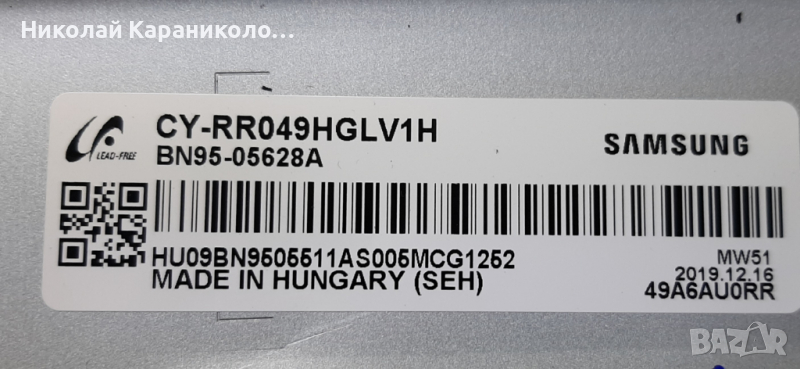 Николай Караниколо...
CY-RR049HGLV1H
BN95-05628A
LEAD-FREE
SAMSUNG
HU09BN9505511AS005MCG1252
MADE IN HUNGARY (SEH)
MW51
2019.12.16
49A6AU0RR
BAZAR